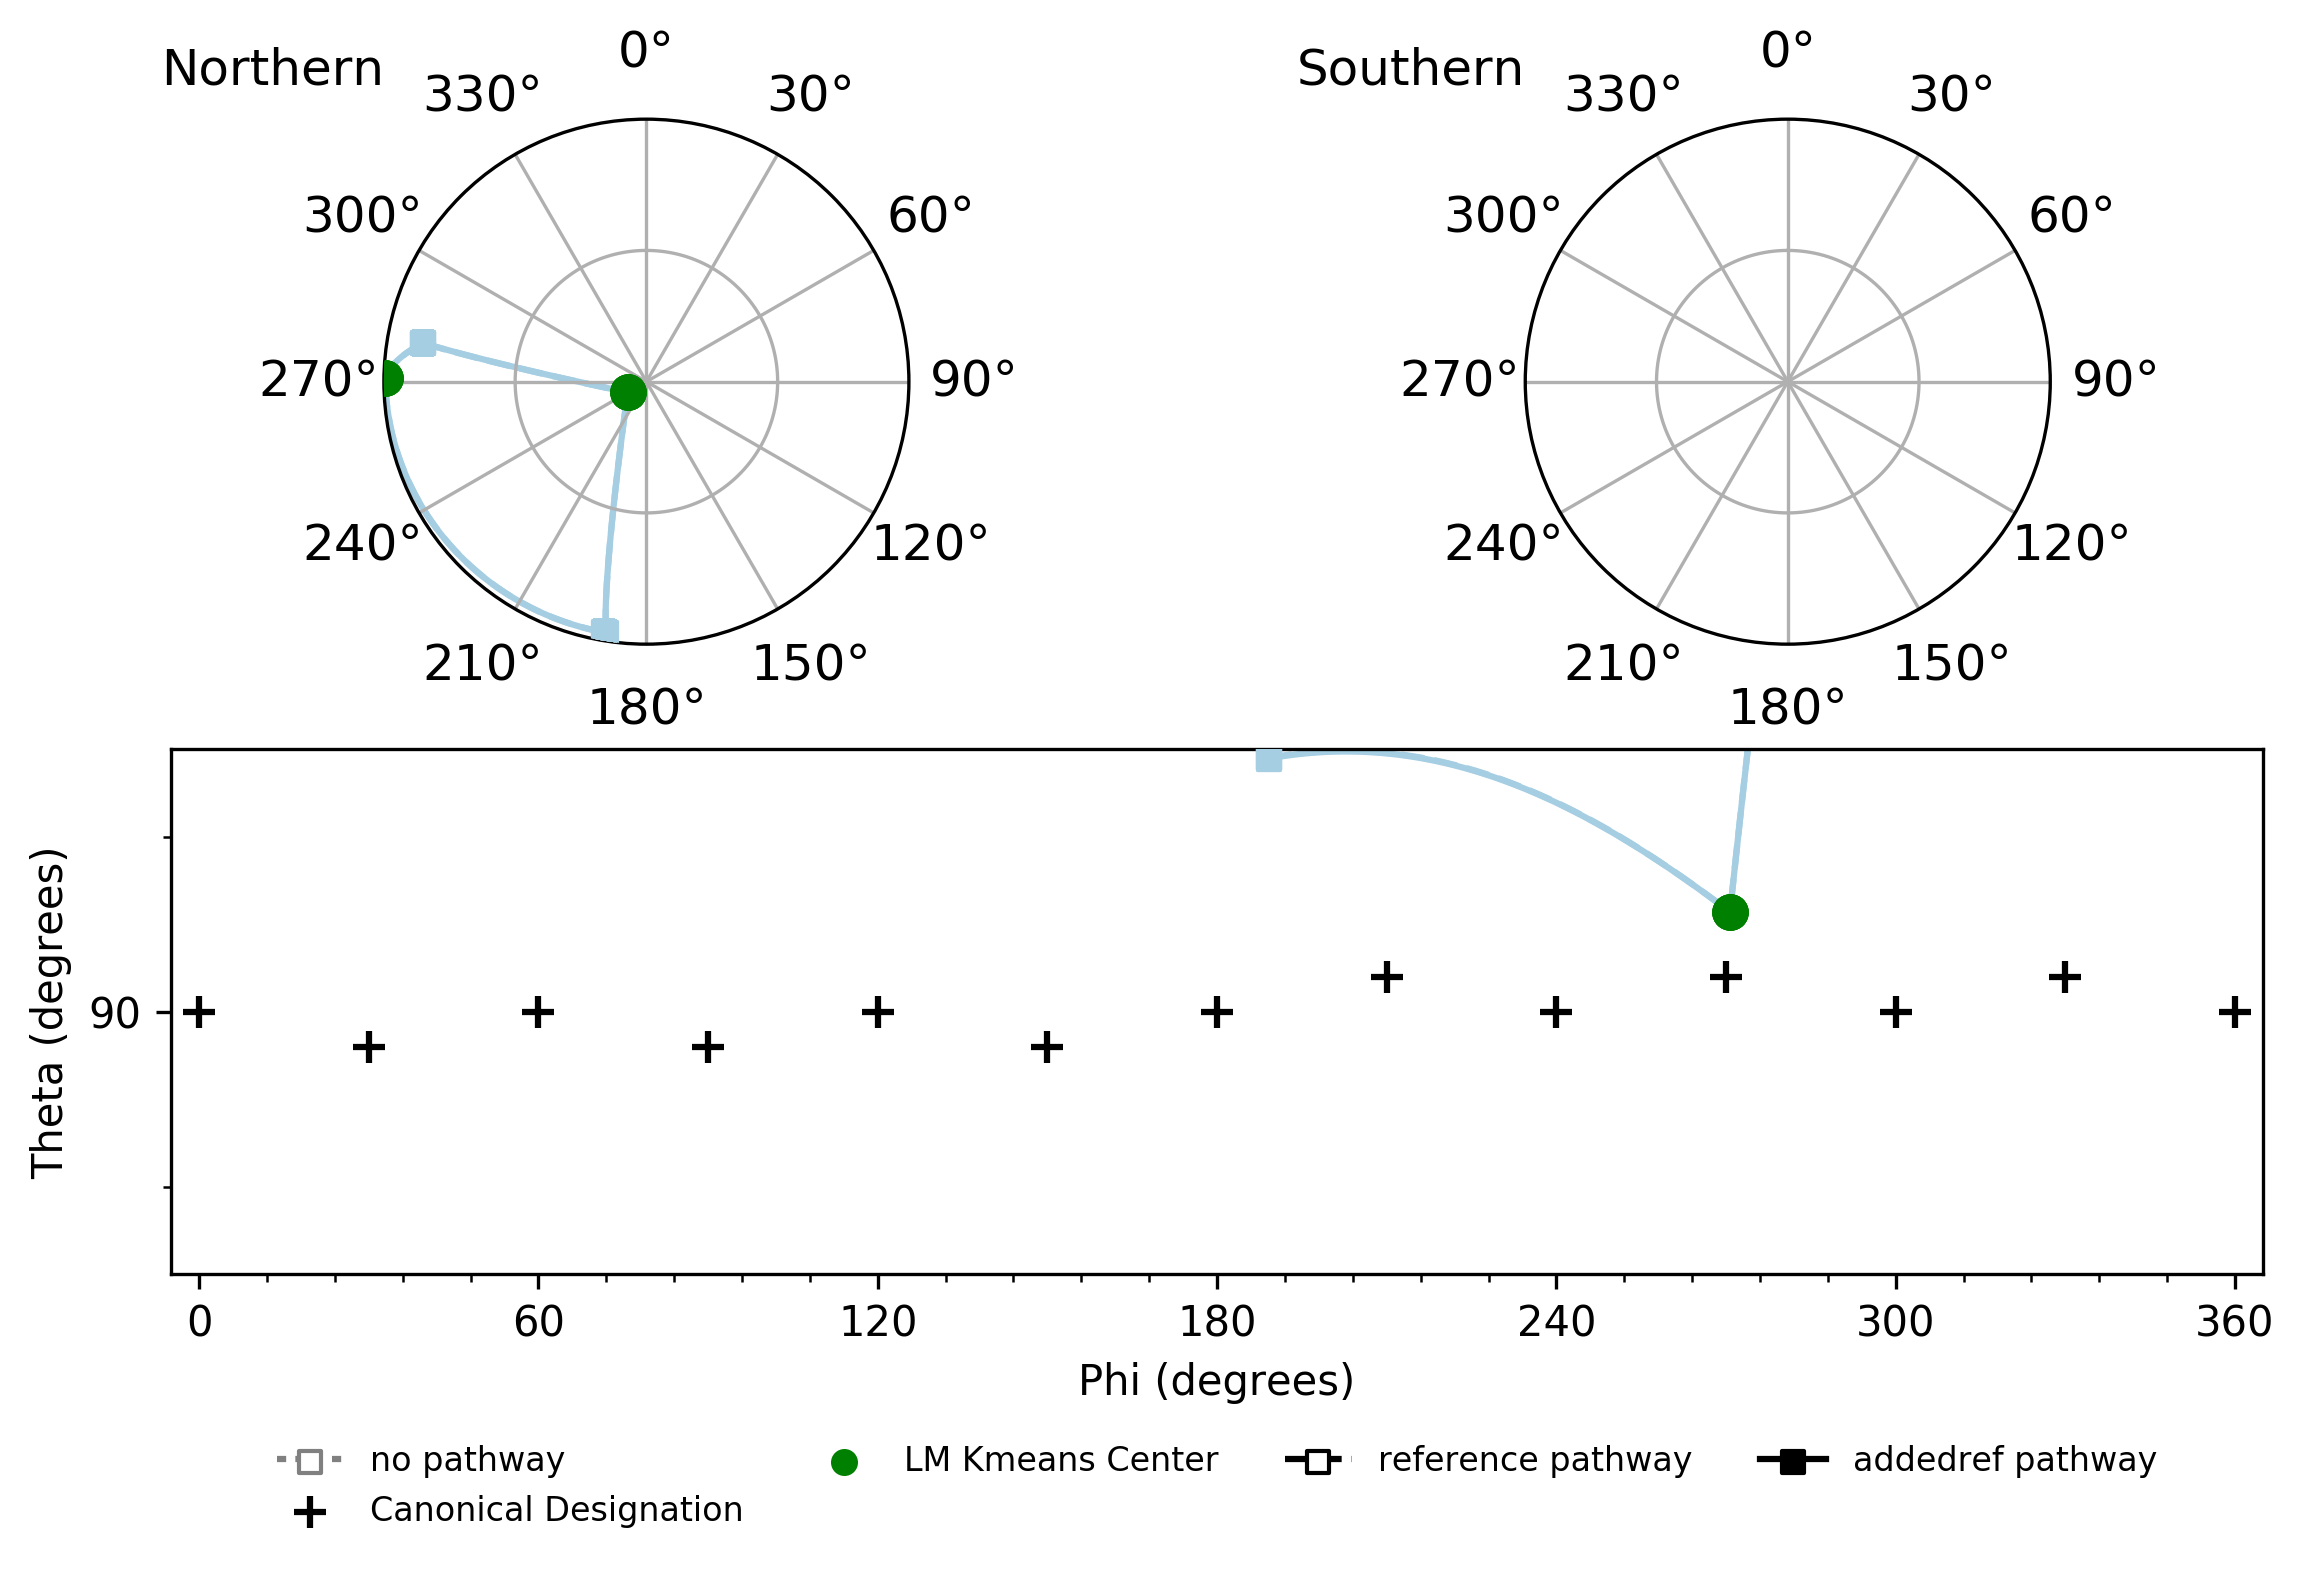 Northern
0°
30°
60°
90°
120°
150°
180°
210°
240°
270°
300°
330°
Southern
0°
30°
60°
90°
120°
150°
180°
210°
240°
270°
300°
330°
Theta (degrees)
90
0 60 120 180 240 300 360
Phi (degrees)
no pathway
Canonical Designation
LM Kmeans Center
reference pathway
addedref pathway